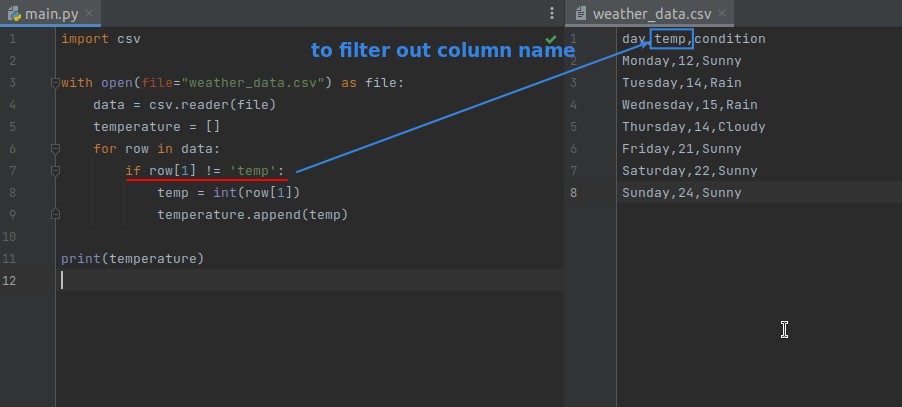 main.py
1 import csv
2
3 with open(file="weather_data.csv") as file:
4 data = csv.reader(file)
5 temperature = []
6 for row in data:
7 if row[1] != 'temp':
8 temp = int(row[1])
9 temperature.append(temp)
10
11 print(temperature)
12
to filter out column name
weather_data.csv
1 day,temp,condition
2 Monday,12,Sunny
3 Tuesday,14,Rain
4 Wednesday,15,Rain
5 Thursday,14,Cloudy
6 Friday,21,Sunny
7 Saturday,22,Sunny
8 Sunday,24,Sunny